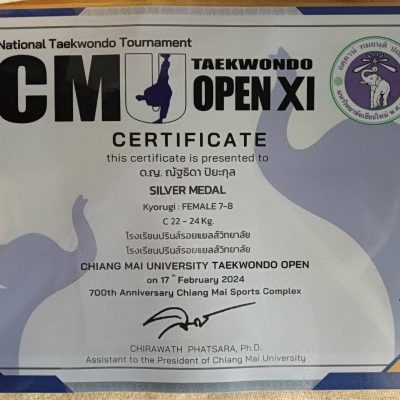 National Taekwondo Tournament
CMU TAEKWONDO
OPEN XI
CERTIFICATE
this certificate is presented to
ด.ญ. ณัฐธิดา ปิยะกุล
SILVER MEDAL
Kyorugi : FEMALE 7-8
C 22 - 24 Kg.
โรงเรียนปรินส์รอยแยลส์วิทยาลัย
โรงเรียนปรินส์รอยแยลส์วิทยาลัย
CHIANG MAI UNIVERSITY TAEKWONDO OPEN
on 17th February 2024
700th Anniversary Chiang Mai Sports Complex
CHIRAWATH PHATSARA, Ph.D.
Assistant to the President of Chiang Mai University